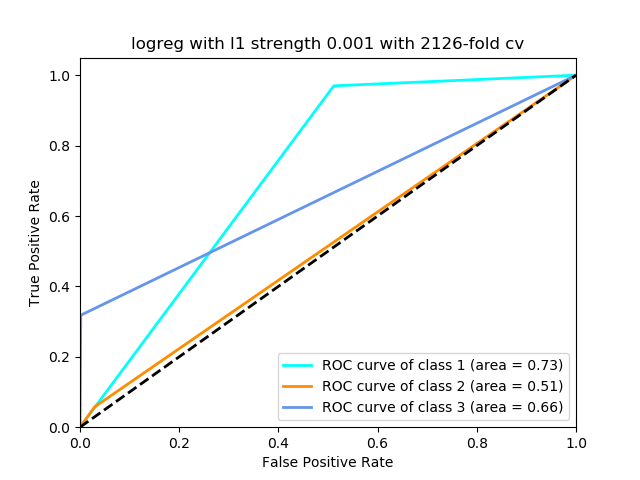 logreg with l1 strength 0.001 with 2126-fold cv
1.0
0.8
0.6
0.4
0.2
0.0
True Positive Rate
ROC curve of class 1 (area = 0.73)
ROC curve of class 2 (area = 0.51)
ROC curve of class 3 (area = 0.66)
0.0 0.2 0.4 0.6 0.8 1.0
False Positive Rate